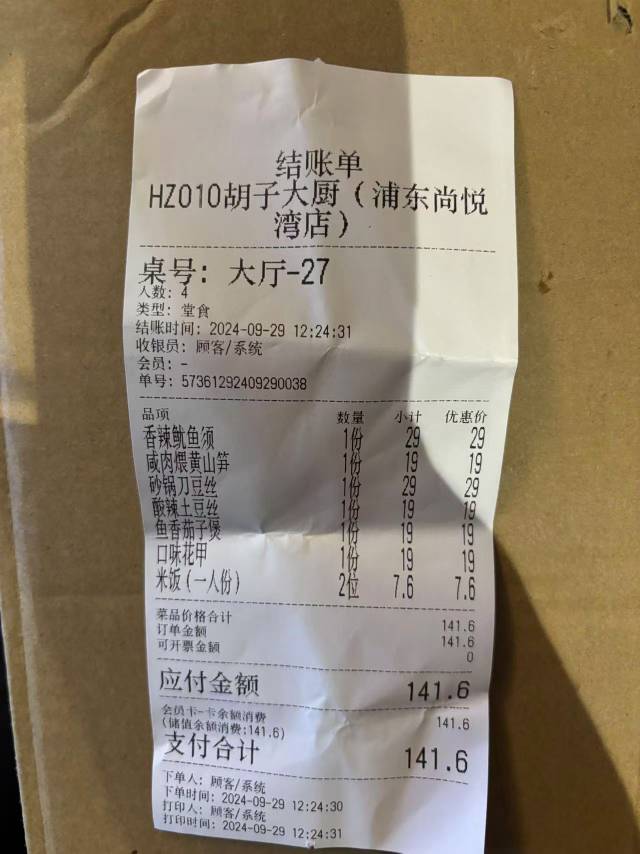 结账单
HZ010胡子大厨（浦东尚悦
湾店）
桌号: 大厅-27
人数: 4
类型: 堂食
结账时间: 2024-09-29 12:24:31
收银员: 顾客/系统
会员: -
单号: 57361292409290038
品项 数量 小计 优惠价
香辣鱿鱼须 1份 29 29
咸肉煨黄山笋 1份 19 19
砂锅刀豆丝 1份 29 29
酸辣土豆丝 1份 19 19
鱼香茄子煲 1份 19 19
口味花甲 1份 19 19
米饭(一人份) 2位 7.6 7.6
菜品价格合计 141.6
订单金额 141.6
可开票金额 0
应付金额 141.6
会员卡-卡余额消费 141.6
(储值余额消费:141.6)
支付合计 141.6
下单人: 顾客/系统
下单时间: 2024-09-29 12:24:30
打印人: 顾客/系统
打印时间: 2024-09-29 12:24:31